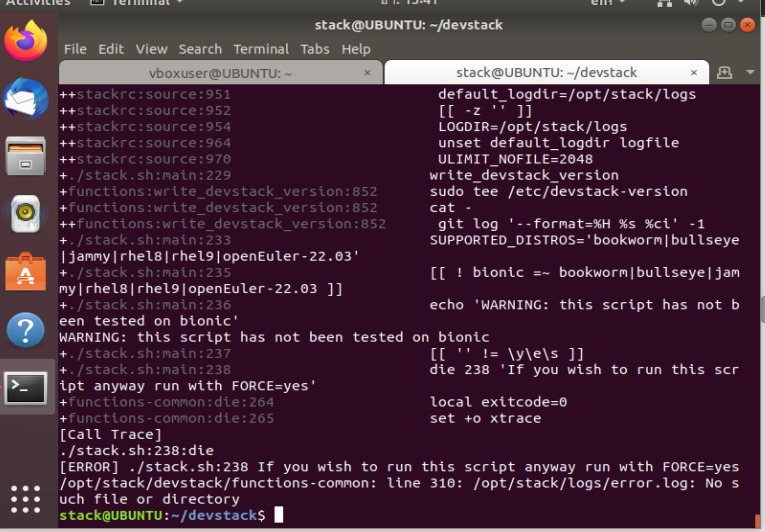 Activities Terminal
15:41 en1
stack@UBUNTU: ~/devstack
File Edit View Search Terminal Tabs Help
vboxuser@UBUNTU: ~ × stack@UBUNTU: ~/devstack ×
++stackrc:source:951 default_logdir=/opt/stack/logs
++stackrc:source:952 [[ -z '' ]]
++stackrc:source:954 LOGDIR=/opt/stack/logs
++stackrc:source:964 unset default_logdir logfile
++stackrc:source:970 ULIMIT_NOFILE=2048
+./stack.sh:main:229 write_devstack_version
+functions:write_devstack_version:852 sudo tee /etc/devstack-version
+functions:write_devstack_version:852 cat -
++functions:write_devstack_version:852 git log '--format=%H %s %ci' -1
+./stack.sh:main:233 SUPPORTED_DISTROS='bookworm|bullseye
|jammy|rhel8|rhel9|openEuler-22.03'
+./stack.sh:main:235 [[ ! bionic =~ bookworm|bullseye|jam
my|rhel8|rhel9|openEuler-22.03 ]]
+./stack.sh:main:236 echo 'WARNING: this script has not b
een tested on bionic'
WARNING: this script has not been tested on bionic
+./stack.sh:main:237 [[ '' != \y\e\s ]]
+./stack.sh:main:238 die 238 'If you wish to run this scr
ipt anyway run with FORCE=yes'
+functions-common:die:264 local exitcode=0
+functions-common:die:265 set +o xtrace
[Call Trace]
./stack.sh:238:die
[ERROR] ./stack.sh:238 If you wish to run this script anyway run with FORCE=yes
/opt/stack/devstack/functions-common: line 310: /opt/stack/logs/error.log: No s
uch file or directory
stack@UBUNTU:~/devstack$